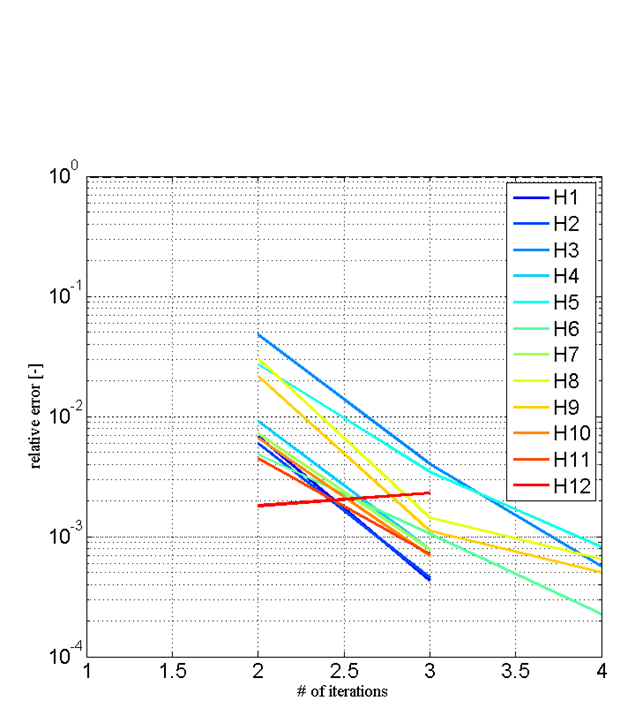 10^0
10^-1
10^-2
10^-3
10^-4
relative error [-]
H1
H2
H3
H4
H5
H6
H7
H8
H9
H10
H11
H12
1 1.5 2 2.5 3 3.5 4
# of iterations